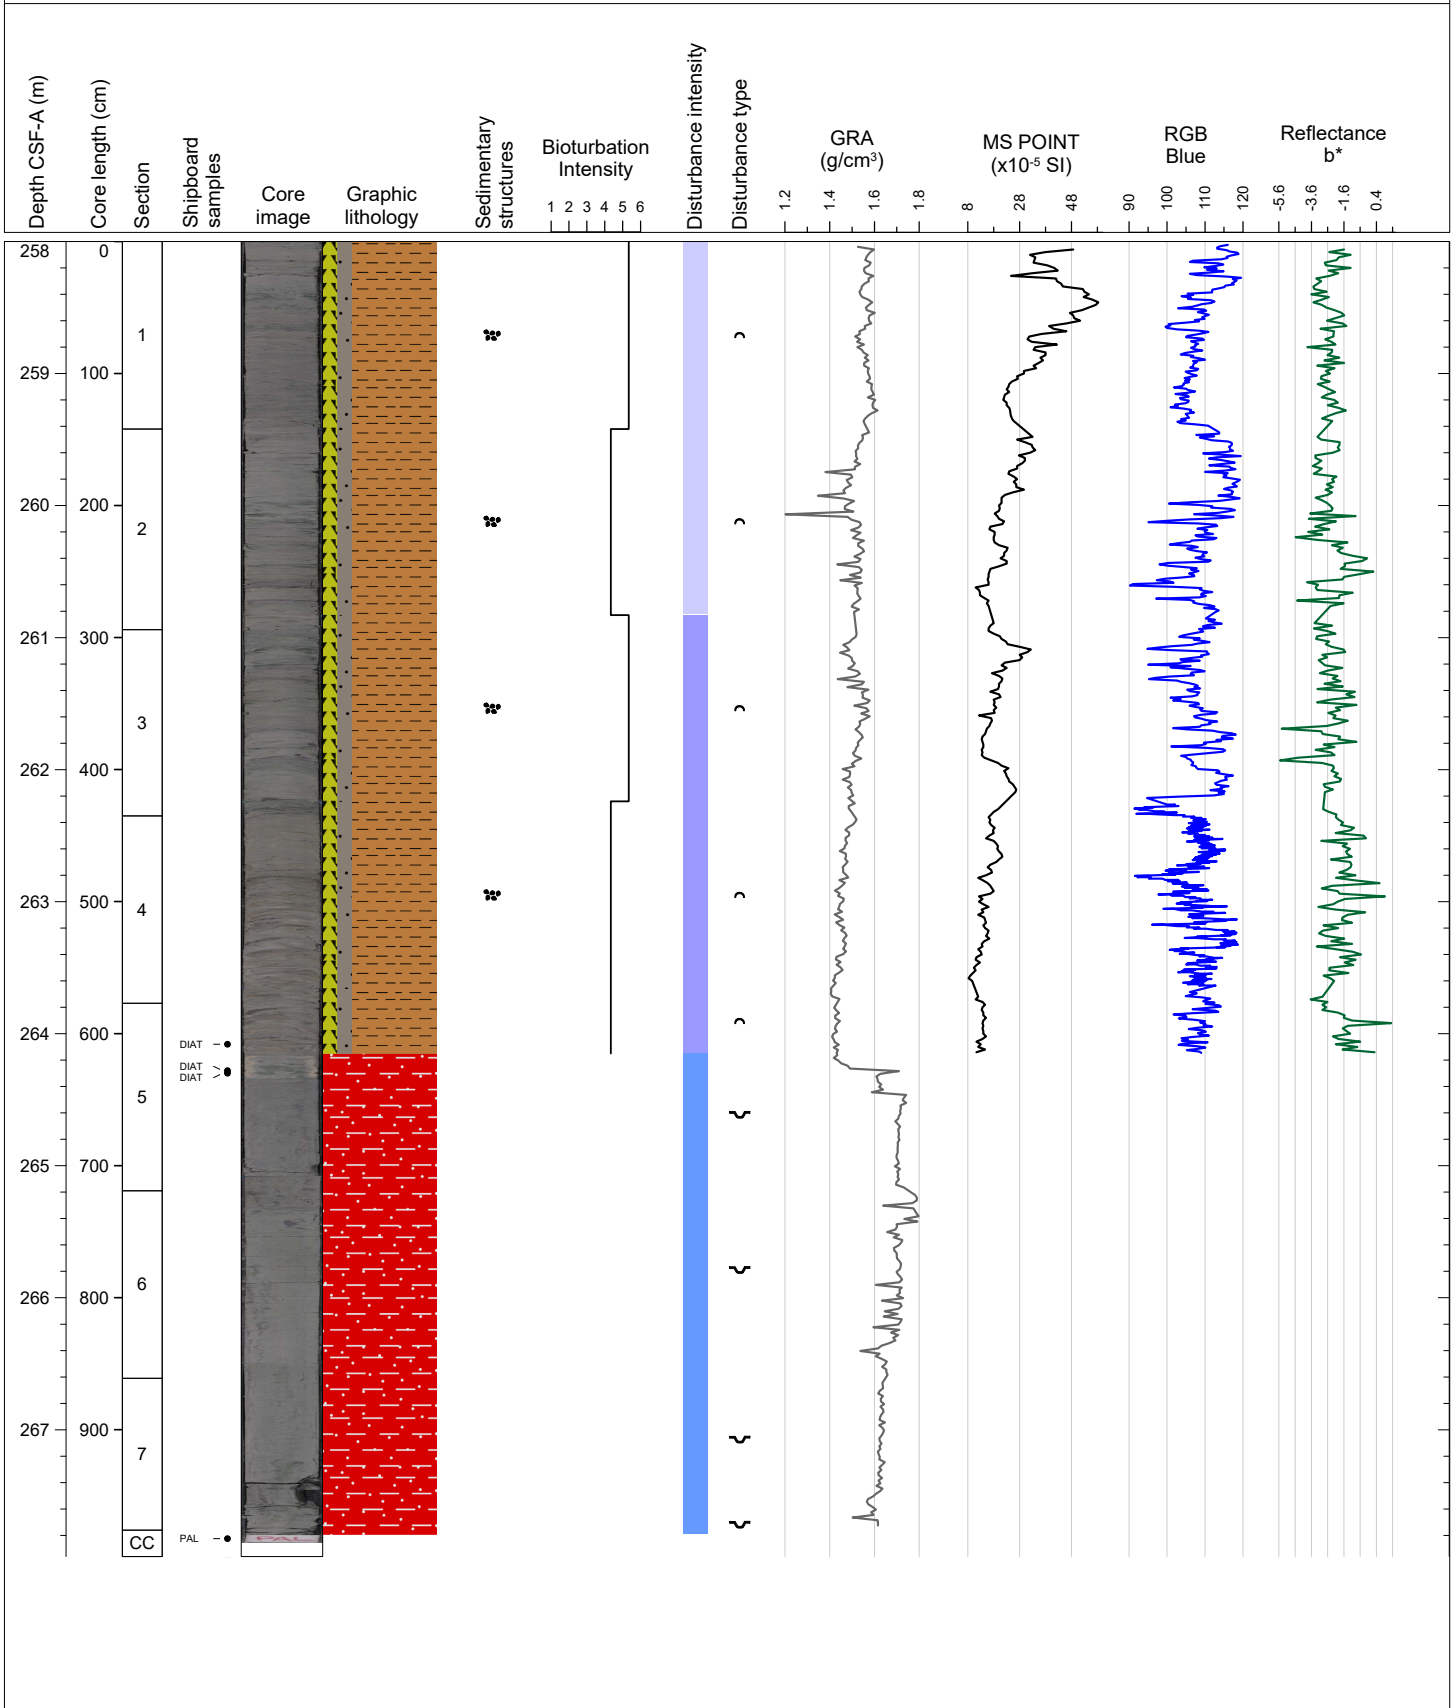 Depth CSF-A (m)
Core length (cm)
Section
Shipboard
samples
Core
image
Graphic
lithology
Sedimentary
structures
Bioturbation
Intensity
1 2 3 4 5 6
Disturbance intensity
Disturbance type
GRA
(g/cm³)
1.2 1.4 1.6 1.8
MS POINT
(x10⁻⁵ SI)
8 28 48
RGB
Blue
90 100 110 120
Reflectance
b*
-5.6 -3.6 -1.6 0.4
258 0
1
259 100
260 200
2
261 300
3
262 400
4
263 500
264 600
DIAT
DIAT
DIAT
5
265 700
6
266 800
267 900
7
CC
PAL
PAL